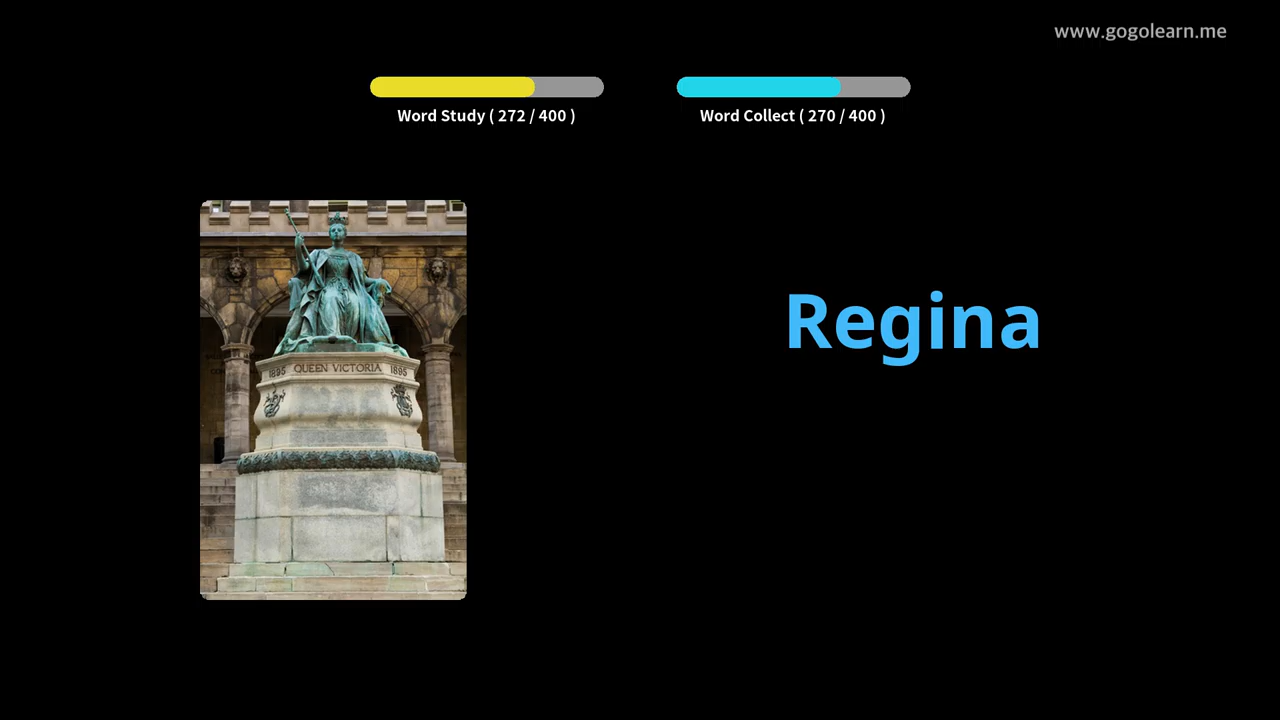 www.gogolearn.me
Word Study ( 272 / 400 )
Word Collect ( 270 / 400 )
Regina
1895 QUEEN VICTORIA 1895